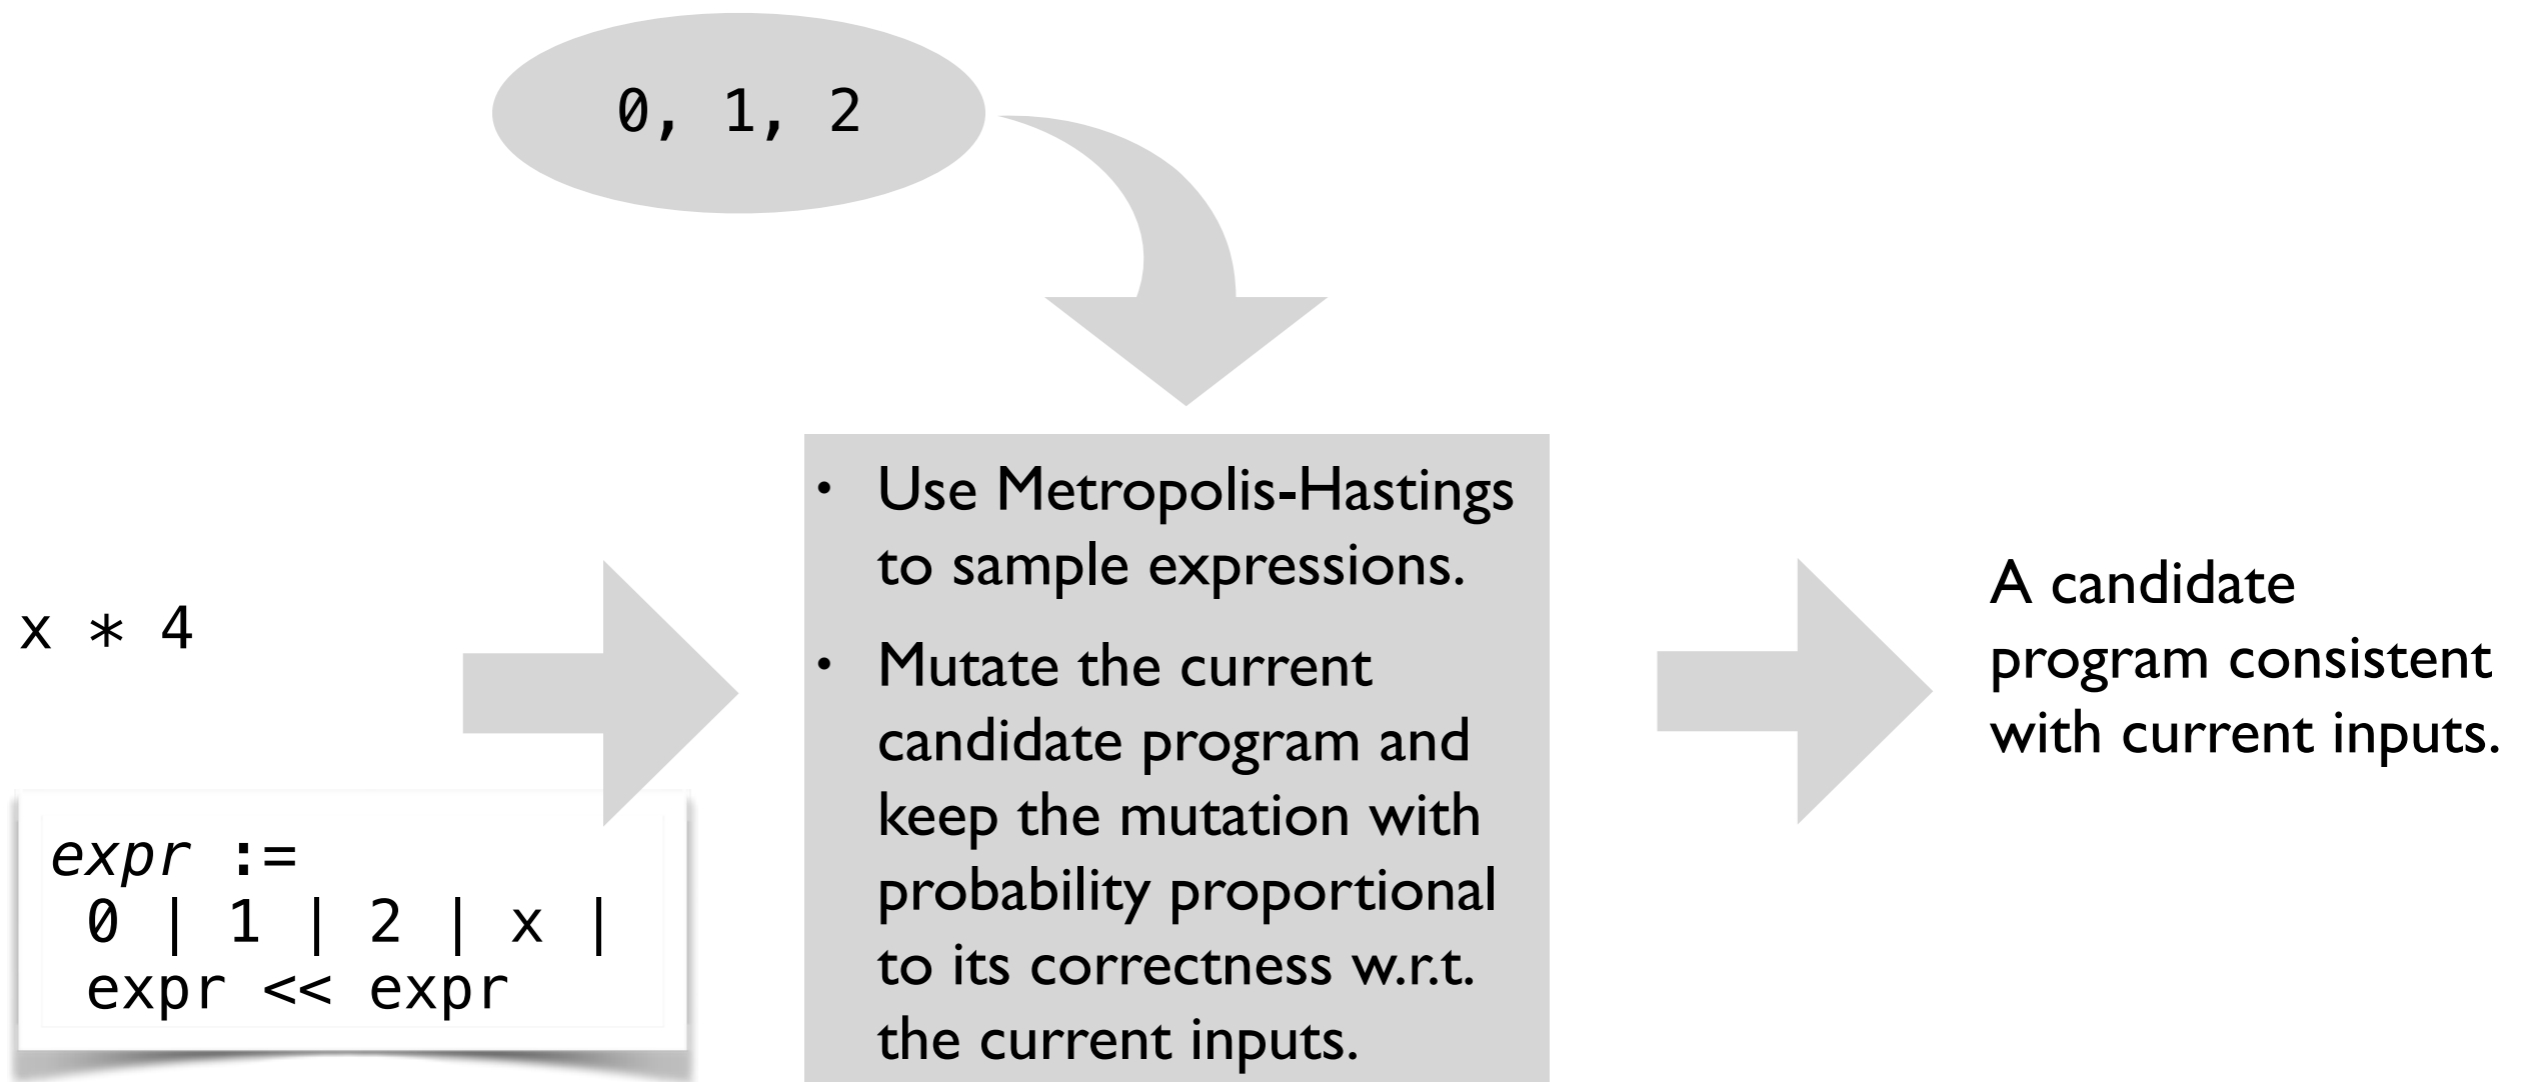 0, 1, 2
x * 4
expr :=
0 | 1 | 2 | x |
expr << expr
• Use Metropolis-Hastings
to sample expressions.
• Mutate the current
candidate program and
keep the mutation with
probability proportional
to its correctness w.r.t.
the current inputs.
A candidate
program consistent
with current inputs.